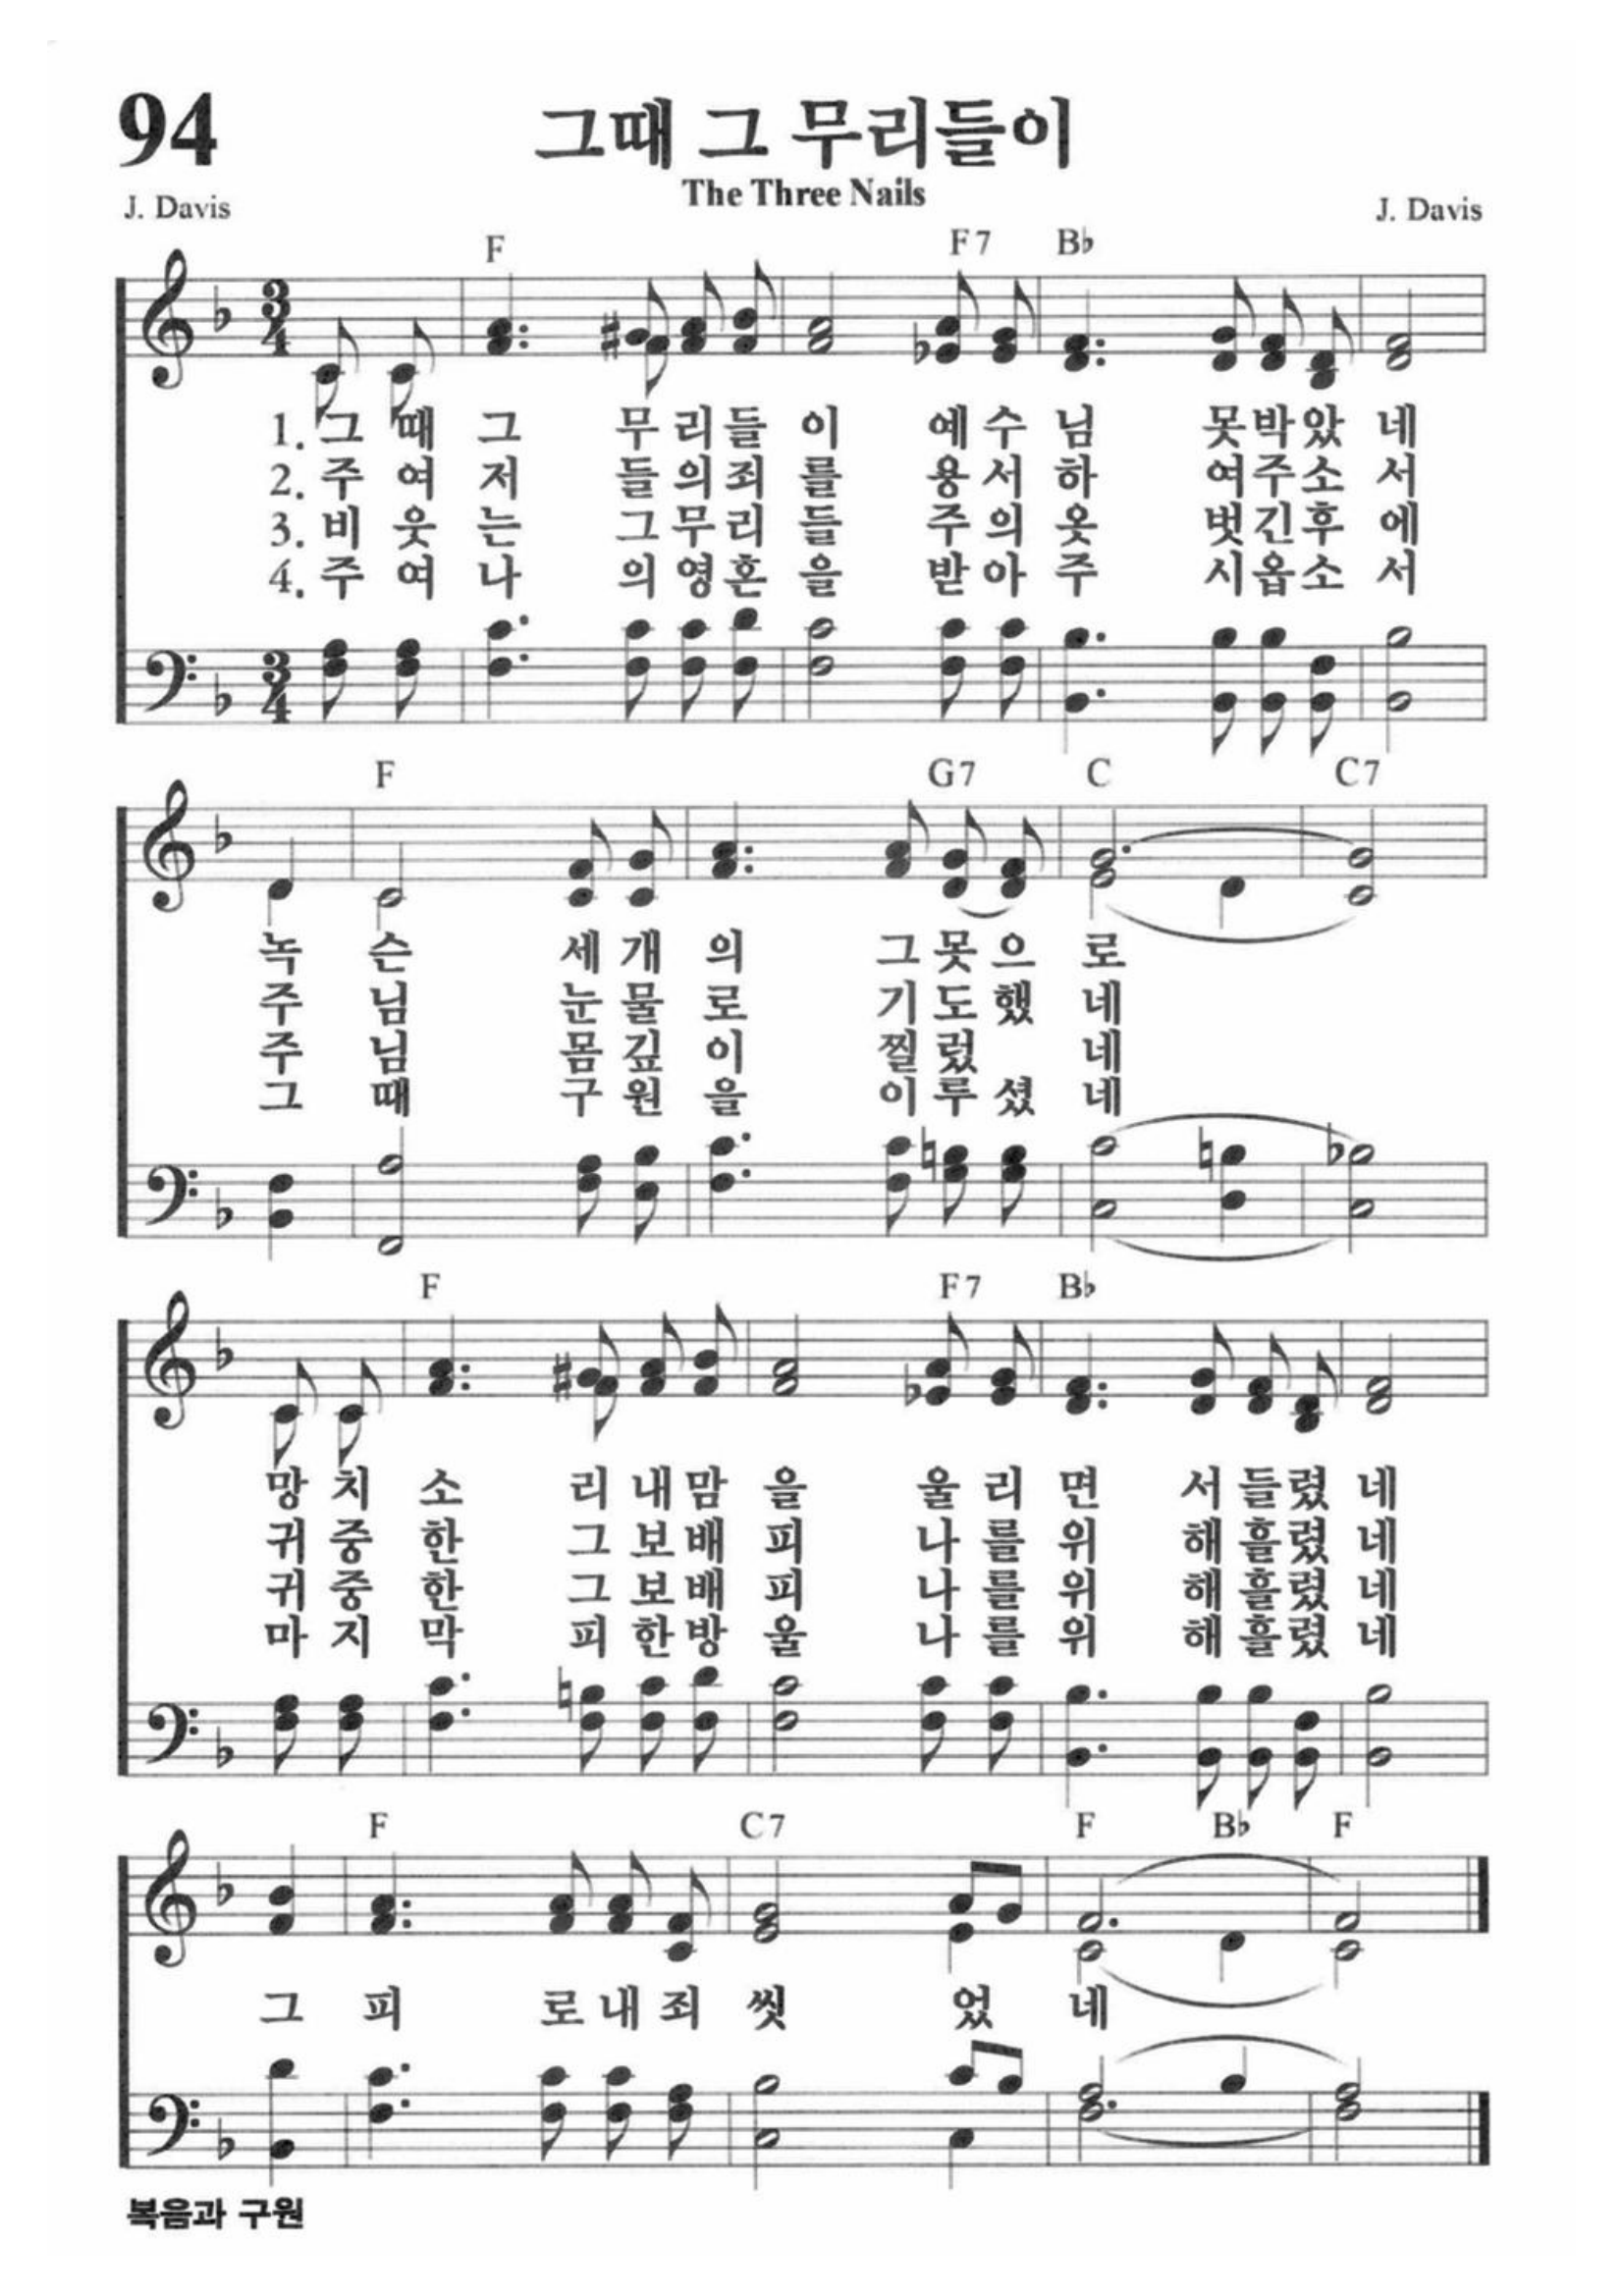 94
그때 그 무리들이
The Three Nails
J. Davis
J. Davis
F F7 B♭
3/4
1. 그 때 그 무 리 들 이 예 수 님 못 박 았 네
2. 주 여 저 들 의 죄 를 용 서 하 여 주 소 서
3. 비 웃 는 그 무 리 들 주 의 옷 벗 긴 후 에
4. 주 여 나 의 영 혼 을 받 아 주 시 옵 소 서
3/4
F G7 C C7
녹 슨 세 개 의 그 못 으 로
주 님 눈 물 로 기 도 했 네
주 님 몸 깊 이 찔 렀 네
그 때 구 원 을 이 루 셨 네
F F7 B♭
망 치 소 리 내 맘 을 울 리 면 서 들 렸 네
귀 중 한 그 보 배 피 나 를 위 해 흘 렸 네
귀 중 한 그 보 배 피 나 를 위 해 흘 렸 네
마 지 막 피 한 방 울 나 를 위 해 흘 렸 네
F C7 F B♭ F
그 피 로 내 죄 씻 었 네
복음과 구원